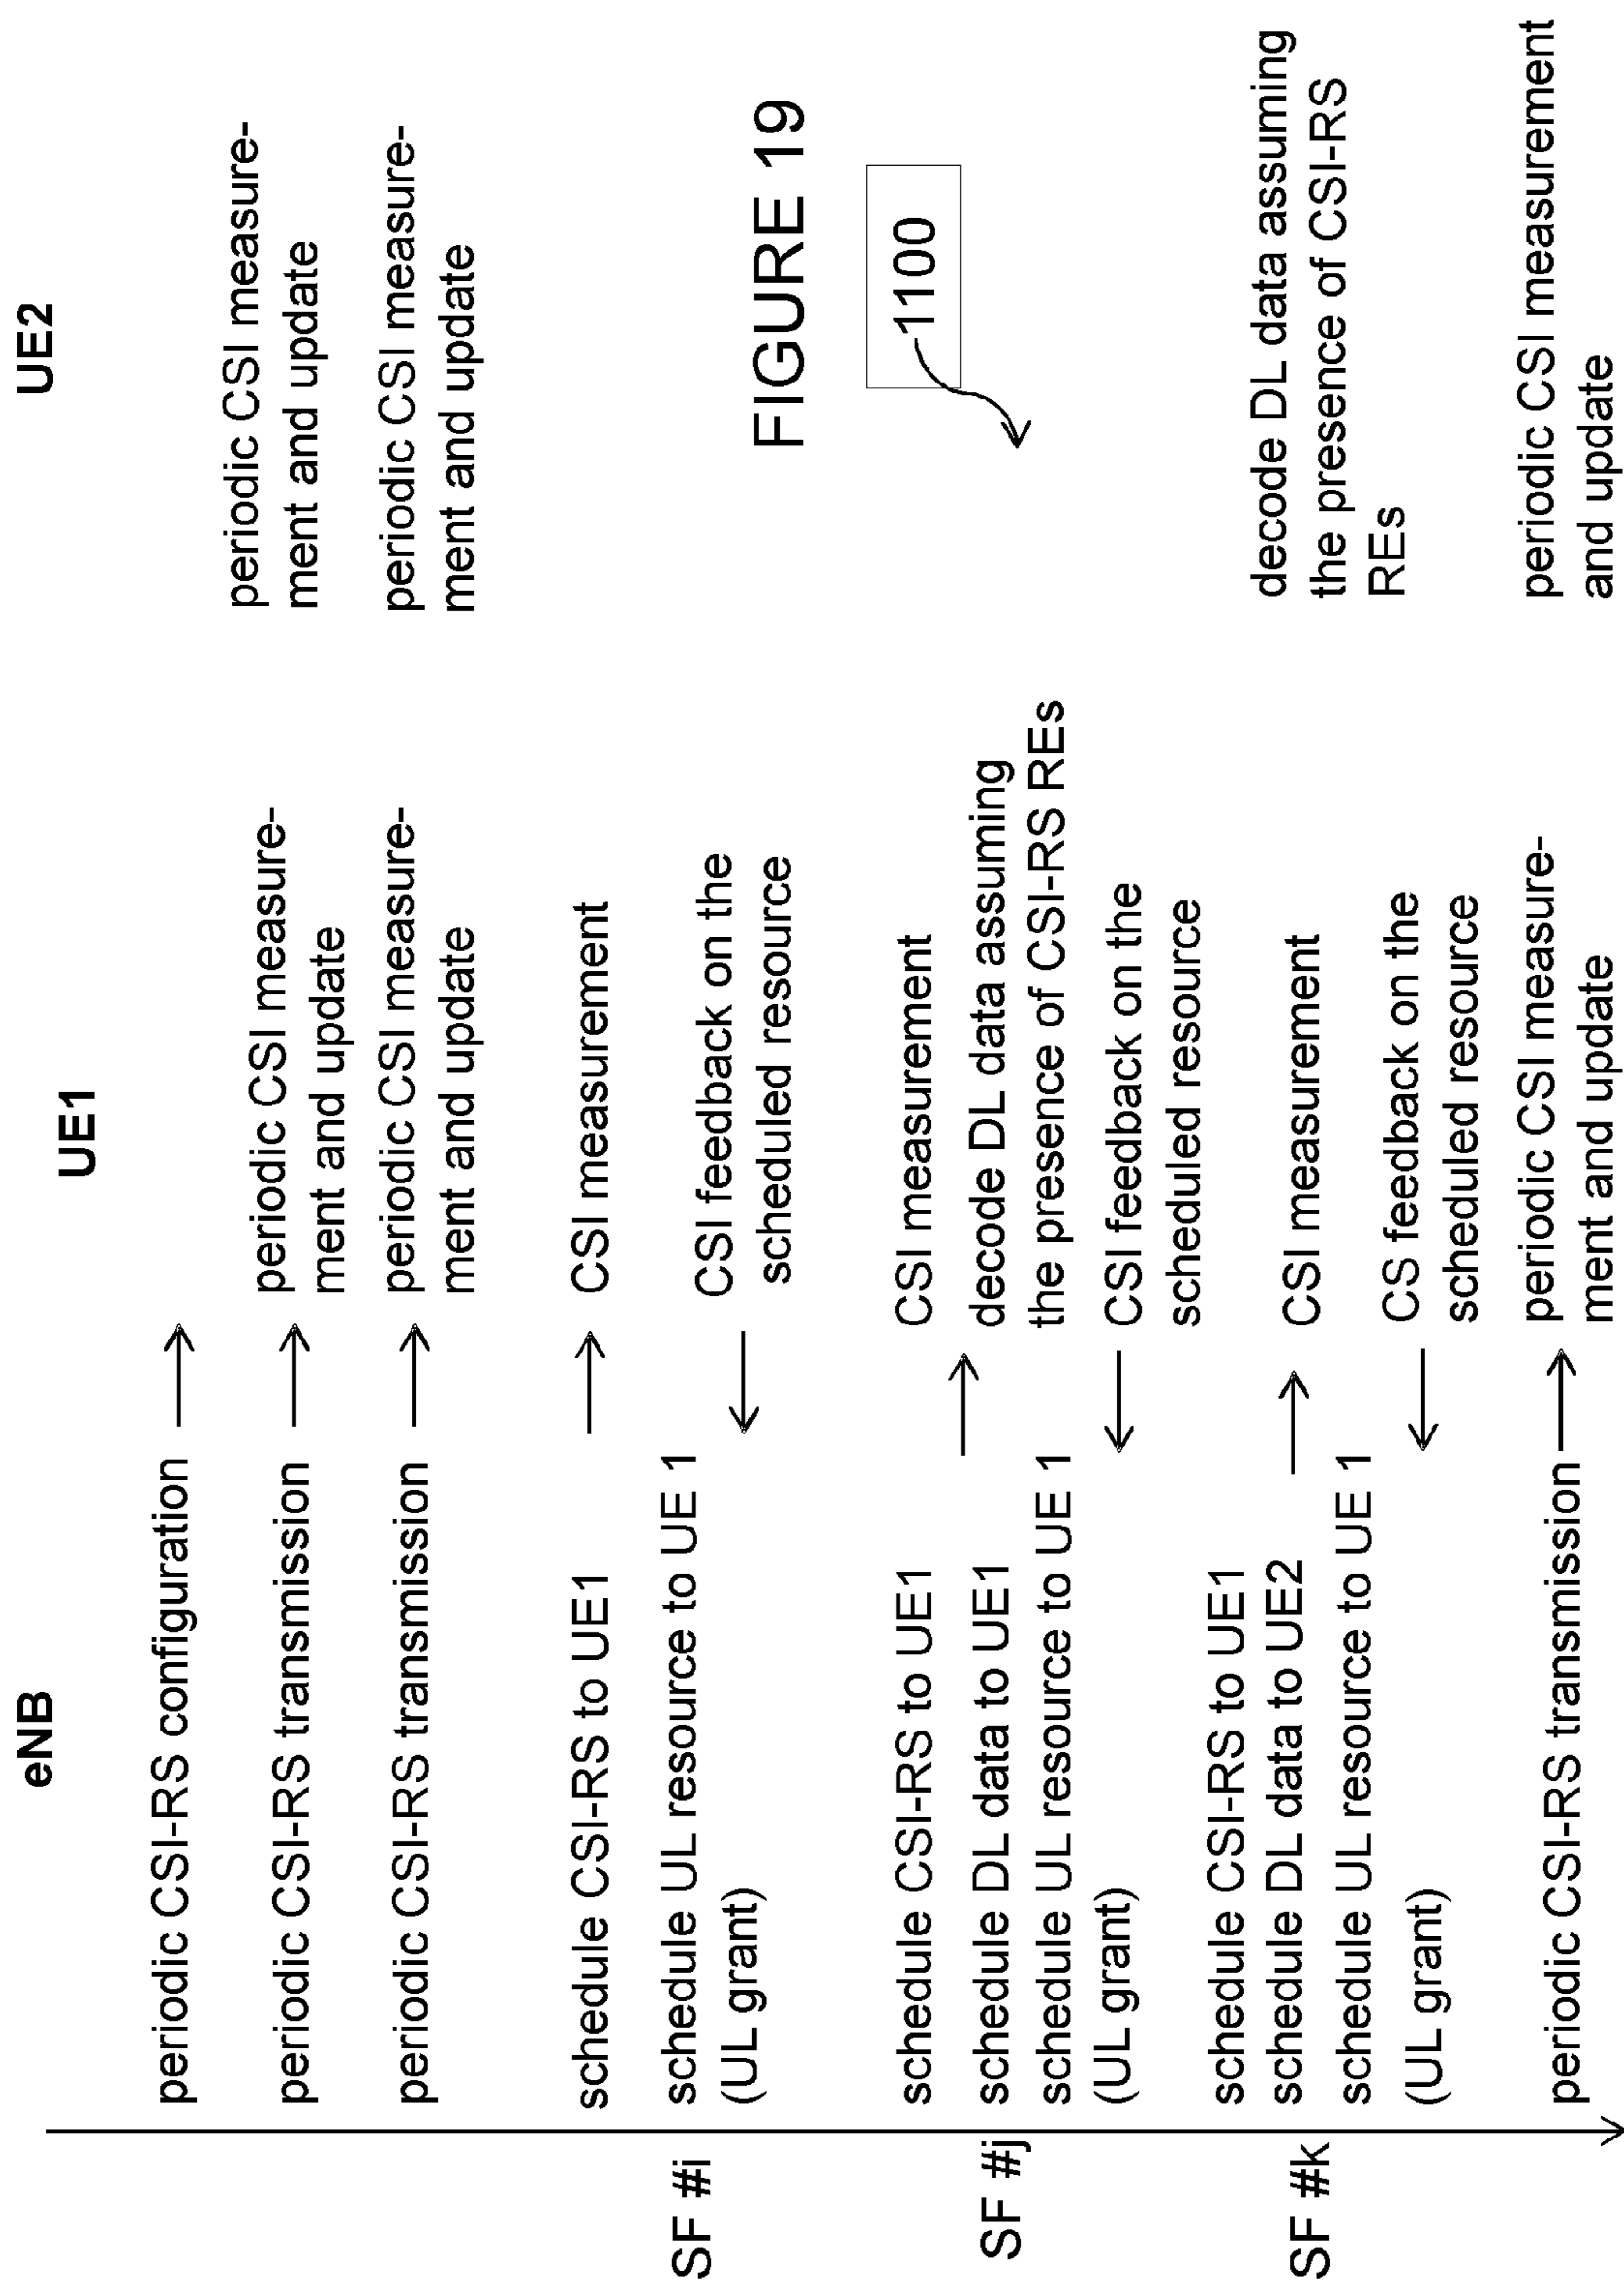 eNB
UE1
UE2
periodic CSI-RS configuration
periodic CSI-RS transmission
periodic CSI measure-
ment and update
periodic CSI measure-
ment and update
periodic CSI-RS transmission
periodic CSI measure-
ment and update
periodic CSI measure-
ment and update
SF #i
schedule CSI-RS to UE1
schedule UL resource to UE 1
(UL grant)
CSI measurement
CSI feedback on the
scheduled resource
FIGURE 19
1100
SF #j
schedule CSI-RS to UE1
schedule DL data to UE1
schedule UL resource to UE 1
(UL grant)
CSI measurement
decode DL data assuming
the presence of CSI-RS REs
CSI feedback on the
scheduled resource
SF #k
schedule CSI-RS to UE1
schedule DL data to UE2
schedule UL resource to UE 1
(UL grant)
CSI measurement
CS feedback on the
scheduled resource
decode DL data assuming
the presence of CSI-RS
REs
periodic CSI-RS transmission
periodic CSI measure-
ment and update
periodic CSI measurement
and update